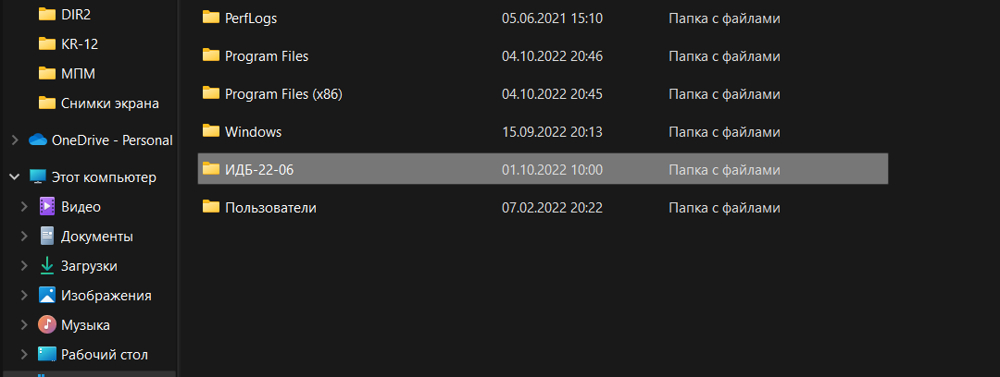 DIR2
KR-12
МПМ
Снимки экрана
OneDrive - Personal
Этот компьютер
Видео
Документы
Загрузки
Изображения
Музыка
Рабочий стол
PerfLogs 05.06.2021 15:10 Папка с файлами
Program Files 04.10.2022 20:46 Папка с файлами
Program Files (x86) 04.10.2022 20:45 Папка с файлами
Windows 15.09.2022 20:13 Папка с файлами
ИДБ-22-06 01.10.2022 10:00 Папка с файлами
Пользователи 07.02.2022 20:22 Папка с файлами